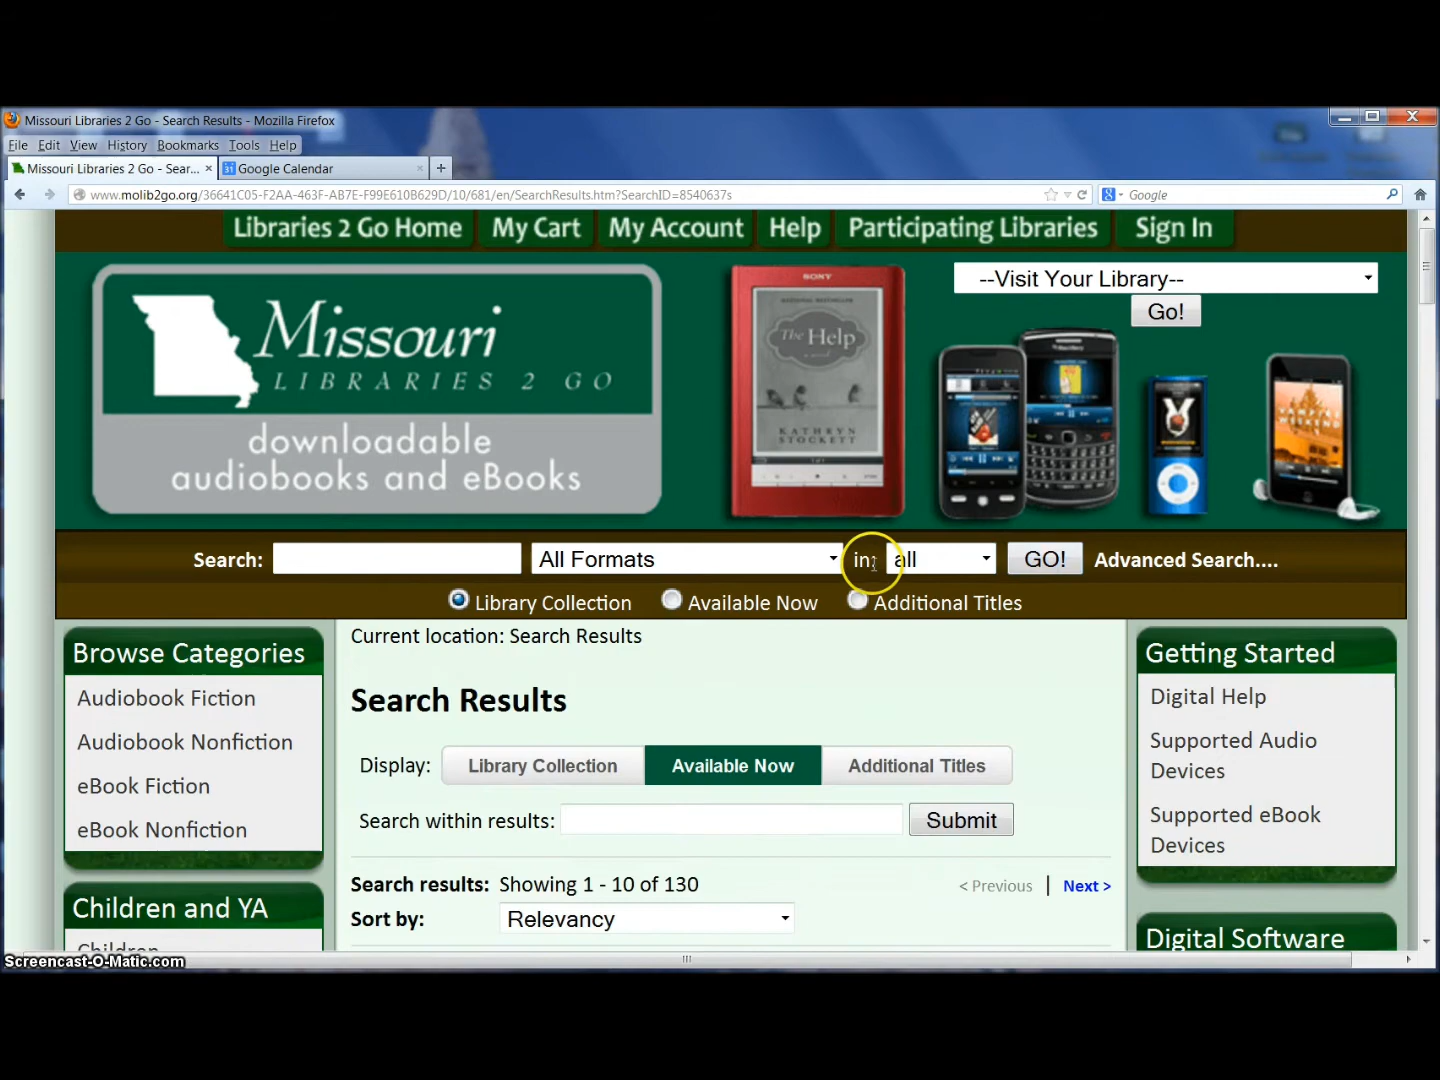 Missouri Libraries 2 Go - Search Results - Mozilla Firefox
File Edit View History Bookmarks Tools Help
Missouri Libraries 2 Go - Sear... × Google Calendar × +
www.molib2go.org/36641C05-F2AA-463F-AB7E-F99E610B629D/10/681/en/SearchResults.htm?SearchID=8540637s Google
Libraries 2 Go Home My Cart My Account Help Participating Libraries Sign In
--Visit Your Library--
Go!
Missouri
LIBRARIES 2 GO
downloadable
audiobooks and eBooks
SONY
The Help
KATHRYN
STOCKETT
BlackBerry
VAMPIRE
WEEKEND
Search: All Formats in: all GO! Advanced Search....
Library Collection Available Now Additional Titles
Browse Categories
Audiobook Fiction
Audiobook Nonfiction
eBook Fiction
eBook Nonfiction
Children and YA
Children
Current location: Search Results
Search Results
Display: Library Collection Available Now Additional Titles
Search within results: Submit
Search results: Showing 1 - 10 of 130 < Previous | Next >
Sort by: Relevancy
Getting Started
Digital Help
Supported Audio
Devices
Supported eBook
Devices
Digital Software
Screencast-O-Matic.com